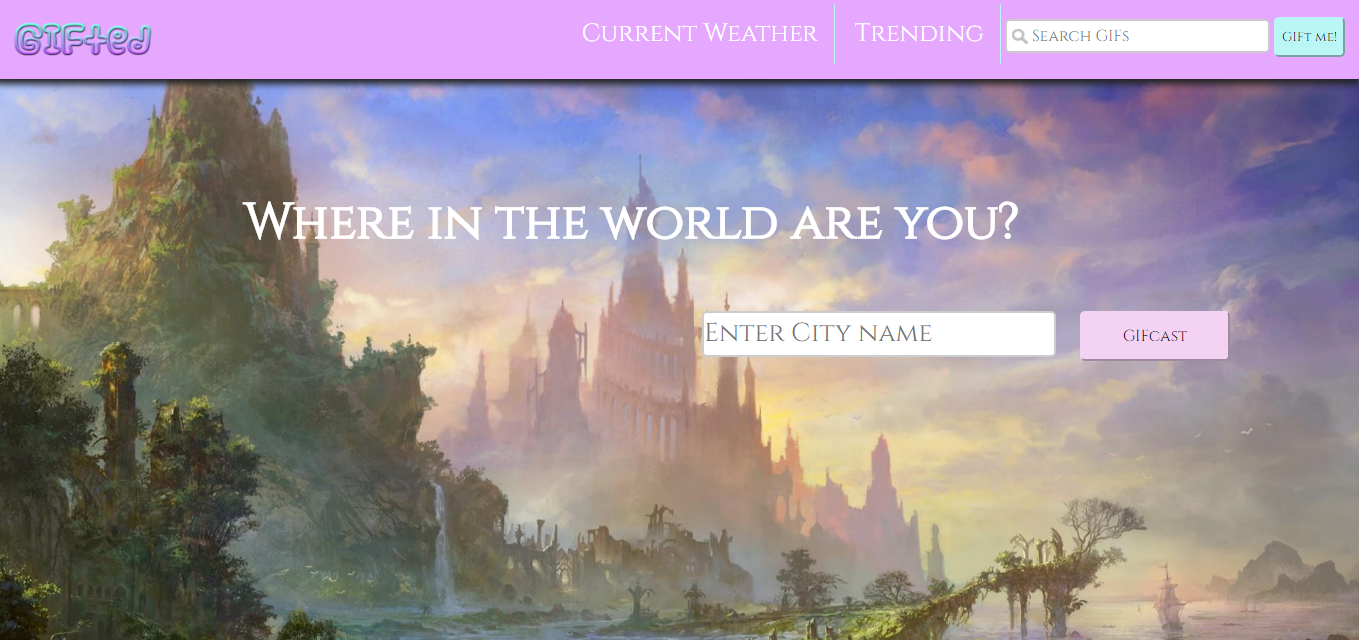 GIFted
Current Weather
Trending
Search GIFs
GIFt me!
Where in the world are you?
Enter City name
GIFcast